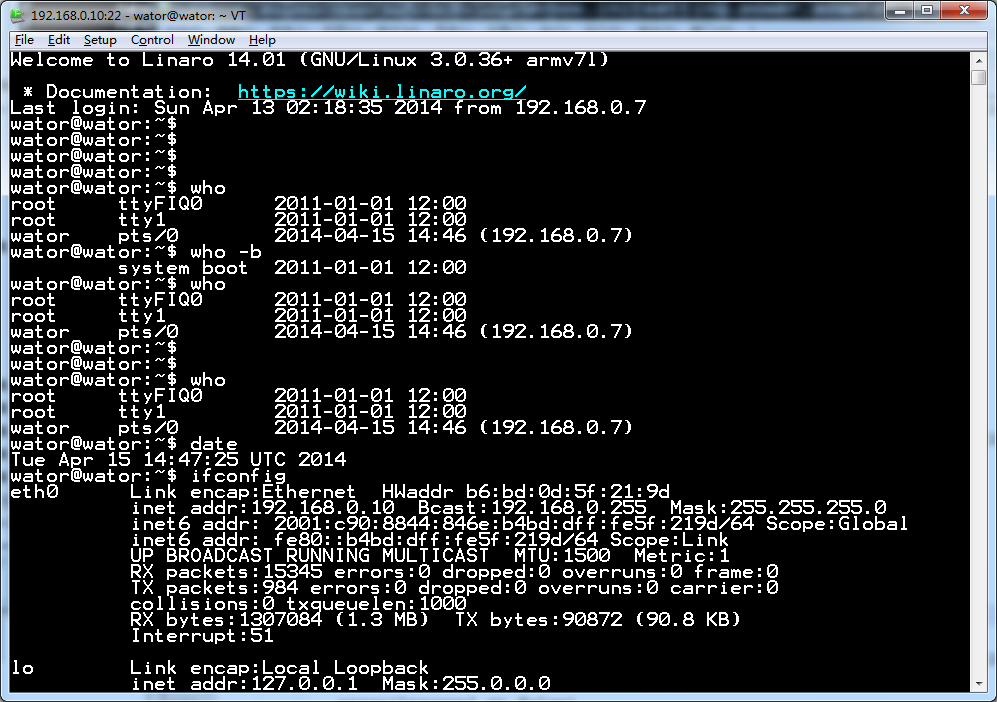 192.168.0.10:22 - wator@wator: ~ VT
File Edit Setup Control Window Help
Welcome to Linaro 14.01 (GNU/Linux 3.0.36+ armv7l)
* Documentation: https://wiki.linaro.org/
Last login: Sun Apr 13 02:18:35 2014 from 192.168.0.7
wator@wator:~$
wator@wator:~$
wator@wator:~$
wator@wator:~$
wator@wator:~$ who
root ttyFIQ0 2011-01-01 12:00
root tty1 2011-01-01 12:00
wator pts/0 2014-04-15 14:46 (192.168.0.7)
wator@wator:~$ who -b
system boot 2011-01-01 12:00
wator@wator:~$ who
root ttyFIQ0 2011-01-01 12:00
root tty1 2011-01-01 12:00
wator pts/0 2014-04-15 14:46 (192.168.0.7)
wator@wator:~$
wator@wator:~$
wator@wator:~$ who
root ttyFIQ0 2011-01-01 12:00
root tty1 2011-01-01 12:00
wator pts/0 2014-04-15 14:46 (192.168.0.7)
wator@wator:~$ date
Tue Apr 15 14:47:25 UTC 2014
wator@wator:~$ ifconfig
eth0 Link encap:Ethernet HWaddr b6:bd:0d:5f:21:9d
inet addr:192.168.0.10 Bcast:192.168.0.255 Mask:255.255.255.0
inet6 addr: 2001:c90:8844:846e:b4bd:dff:fe5f:219d/64 Scope:Global
inet6 addr: fe80::b4bd:dff:fe5f:219d/64 Scope:Link
UP BROADCAST RUNNING MULTICAST MTU:1500 Metric:1
RX packets:15345 errors:0 dropped:0 overruns:0 frame:0
TX packets:984 errors:0 dropped:0 overruns:0 carrier:0
collisions:0 txqueuelen:1000
RX bytes:1307084 (1.3 MB) TX bytes:90872 (90.8 KB)
Interrupt:51
lo Link encap:Local Loopback
inet addr:127.0.0.1 Mask:255.0.0.0